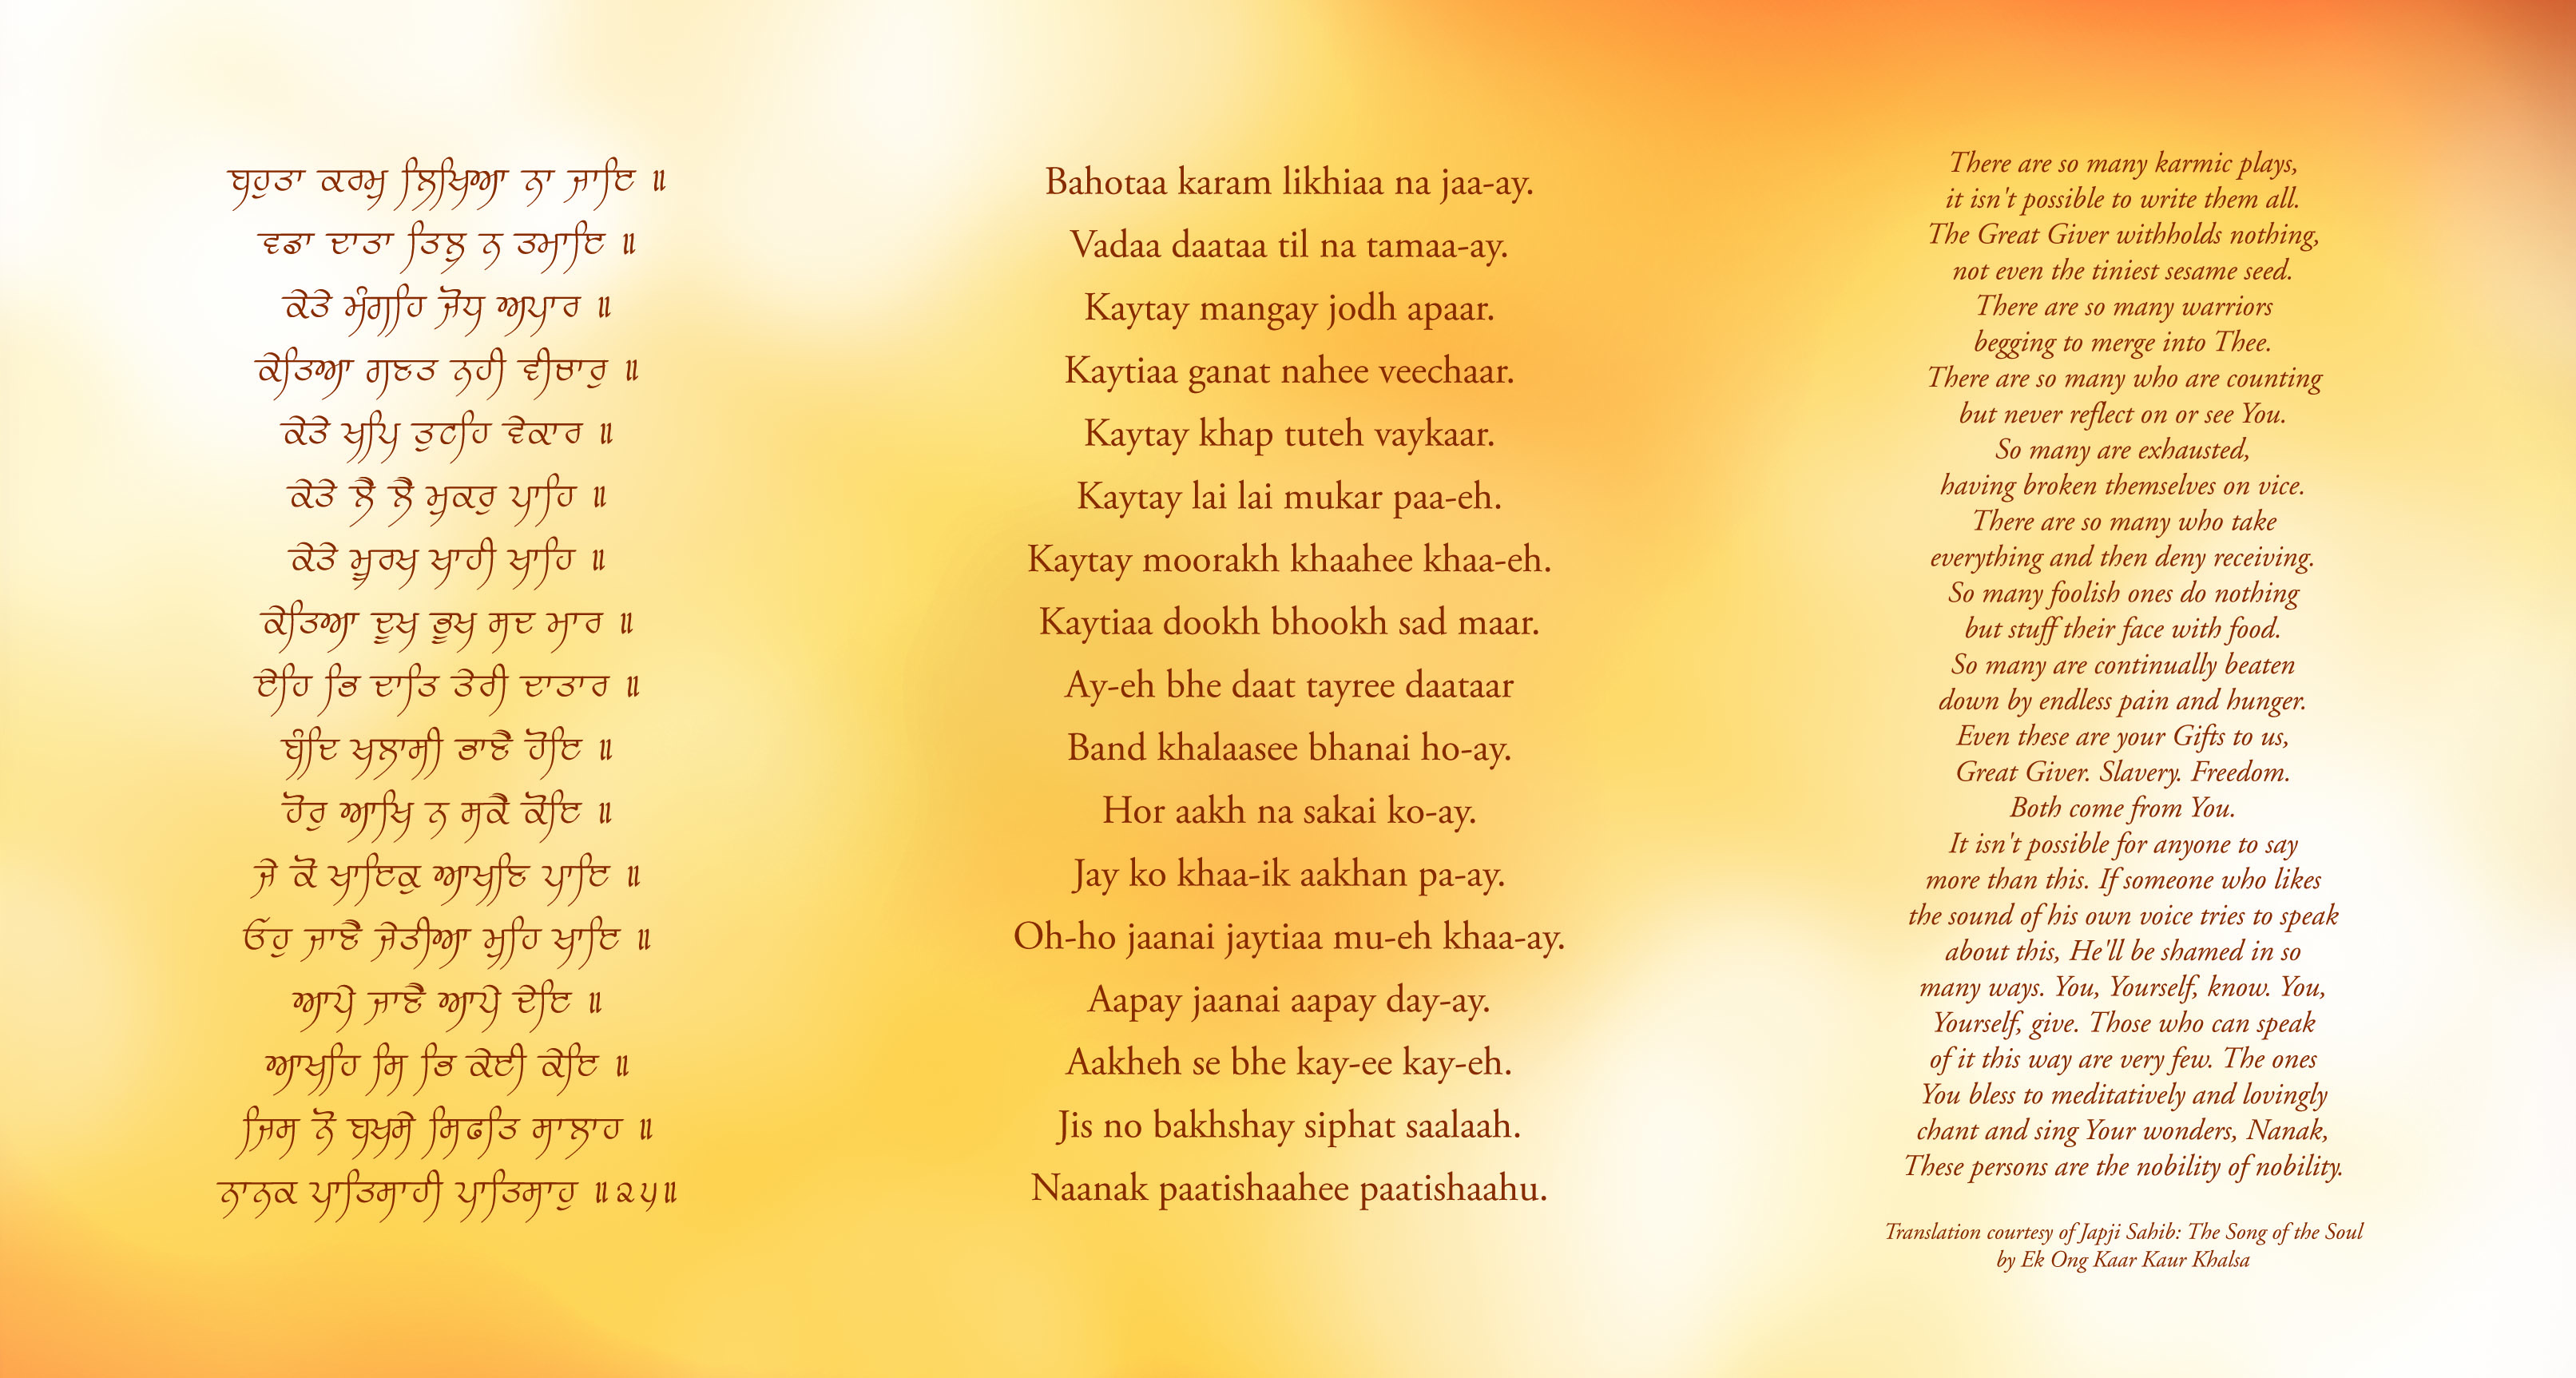 ਬਹੁਤਾ ਕਰਮੁ ਲਿਖਿਆ ਨਾ ਜਾਇ ॥
ਵਡਾ ਦਾਤਾ ਤਿਲੁ ਨ ਤਮਾਇ ॥
ਕੇਤੇ ਮੰਗਹਿ ਜੋਧ ਅਪਾਰ ॥
ਕੇਤਿਆ ਗਣਤ ਨਹੀ ਵੀਚਾਰੁ ॥
ਕੇਤੇ ਖਪਿ ਤੁਟਹਿ ਵੇਕਾਰ ॥
ਕੇਤੇ ਲੈ ਲੈ ਮੁਕਰੁ ਪਾਹਿ ॥
ਕੇਤੇ ਮੂਰਖ ਖਾਹੀ ਖਾਹਿ ॥
ਕੇਤਿਆ ਦੂਖ ਭੂਖ ਸਦ ਮਾਰ ॥
ਏਹਿ ਭਿ ਦਾਤਿ ਤੇਰੀ ਦਾਤਾਰ ॥
ਬੰਦਿ ਖਲਾਸੀ ਭਾਣੈ ਹੋਇ ॥
ਹੋਰੁ ਆਖਿ ਨ ਸਕੈ ਕੋਇ ॥
ਜੇ ਕੋ ਖਾਇਕੁ ਆਖਣਿ ਪਾਇ ॥
ਓਹੁ ਜਾਣੈ ਜੇਤੀਆ ਮੁਹਿ ਖਾਇ ॥
ਆਪੇ ਜਾਣੈ ਆਪੇ ਦੇਇ ॥
ਆਖਹਿ ਸਿ ਭਿ ਕੇਈ ਕੇਇ ॥
ਜਿਸ ਨੋ ਬਖਸੇ ਸਿਫਤਿ ਸਾਲਾਹ ॥
ਨਾਨਕ ਪਾਤਿਸਾਹੀ ਪਾਤਿਸਾਹੁ ॥੨੫॥
Bahotaa karam likhiaa na jaa-ay.
Vadaa daataa til na tamaa-ay.
Kaytay mangay jodh apaar.
Kaytiaa ganat nahee veechaar.
Kaytay khap tuteh vaykaar.
Kaytay lai lai mukar paa-eh.
Kaytay moorakh khaahee khaa-eh.
Kaytiaa dookh bhookh sad maar.
Ay-eh bhe daat tayree daataar
Band khalaasee bhanai ho-ay.
Hor aakh na sakai ko-ay.
Jay ko khaa-ik aakhan pa-ay.
Oh-ho jaanai jaytiaa mu-eh khaa-ay.
Aapay jaanai aapay day-ay.
Aakheh se bhe kay-ee kay-eh.
Jis no bakhshay siphat saalaah.
Naanak paatishaahee paatishaahu.
There are so many karmic plays,
it isn't possible to write them all.
The Great Giver withholds nothing,
not even the tiniest sesame seed.
There are so many warriors
begging to merge into Thee.
There are so many who are counting
but never reflect on or see You.
So many are exhausted,
having broken themselves on vice.
There are so many who take
everything and then deny receiving.
So many foolish ones do nothing
but stuff their face with food.
So many are continually beaten
down by endless pain and hunger.
Even these are your Gifts to us,
Great Giver. Slavery. Freedom.
Both come from You.
It isn't possible for anyone to say
more than this. If someone who likes
the sound of his own voice tries to speak
about this, He'll be shamed in so
many ways. You, Yourself, know. You,
Yourself, give. Those who can speak
of it this way are very few. The ones
You bless to meditatively and lovingly
chant and sing Your wonders, Nanak,
These persons are the nobility of nobility.
Translation courtesy of Japji Sahib: The Song of the Soul
by Ek Ong Kaar Kaur Khalsa